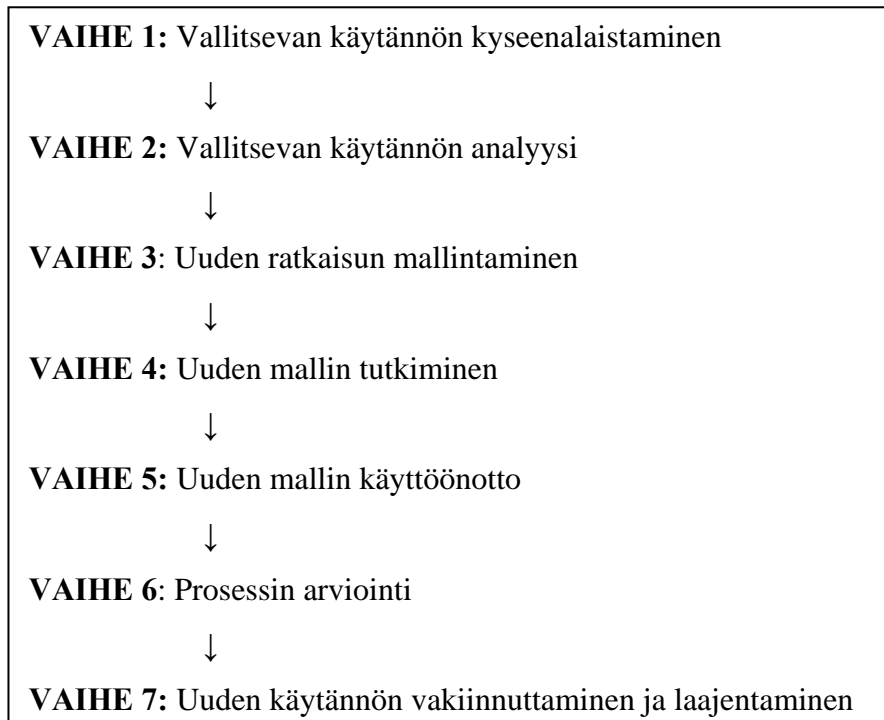 VAIHE 1: Vallitsevan käytännön kyseenalaistaminen
↓
VAIHE 2: Vallitsevan käytännön analyysi
↓
VAIHE 3: Uuden ratkaisun mallintaminen
↓
VAIHE 4: Uuden mallin tutkiminen
↓
VAIHE 5: Uuden mallin käyttöönotto
↓
VAIHE 6: Prosessin arviointi
↓
VAIHE 7: Uuden käytännön vakiinnuttaminen ja laajentaminen